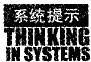 系统提示
THINKING
IN SYSTEMS